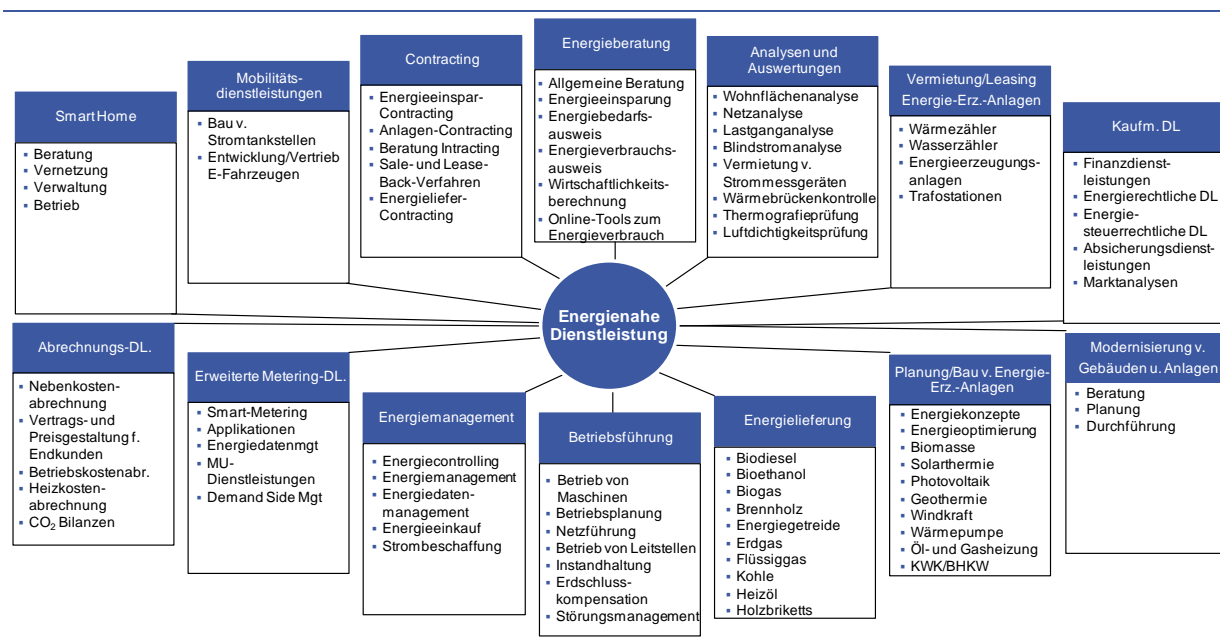 Smart Home
▪ Beratung
▪ Vernetzung
▪ Verwaltung
▪ Betrieb
Mobilitäts-
dienstleistungen
▪ Bau v.
Stromtankstellen
▪ Entwicklung/Vertrieb
E-Fahrzeugen
Contracting
▪ Energieeinspar-
Contracting
▪ Anlagen-Contracting
▪ Beratung Intracting
▪ Sale- und Lease-
Back-Verfahren
▪ Energieliefer-
Contracting
Energieberatung
▪ Allgemeine Beratung
▪ Energieeinsparung
▪ Energiebedarfs-
ausweis
▪ Energieverbrauchs-
ausweis
▪ Wirtschaftlichkeits-
berechnung
▪ Online-Tools zum
Energieverbrauch
Analysen und
Auswertungen
▪ Wohnflächenanalyse
▪ Netzanalyse
▪ Lastganganalyse
▪ Blindstromanalyse
▪ Vermietung v.
Strommessgeräten
▪ Wärmebrückenkontrolle
▪ Thermografieprüfung
▪ Luftdichtigkeitsprüfung
Vermietung/Leasing
Energie-Erz.-Anlagen
▪ Wärmezähler
▪ Wasserzähler
▪ Energieerzeugungs-
anlagen
▪ Trafostationen
Kaufm. DL
▪ Finanzdienst-
leistungen
▪ Energierechtliche DL
▪ Energie-
steuerrechtliche DL
▪ Absicherungsdienst-
leistungen
▪ Marktanalysen
Energienahe
Dienstleistung
Abrechnungs-DL.
▪ Nebenkosten-
abrechnung
▪ Vertrags- und
Preisgestaltung f.
Endkunden
▪ Betriebskostenabr.
▪ Heizkosten-
abrechnung
▪ CO₂ Bilanzen
Erweiterte Metering-DL.
▪ Smart-Metering
▪ Applikationen
▪ Energiedatenmgt
▪ MU-
Dienstleistungen
▪ Demand Side Mgt
Energiemanagement
▪ Energiecontrolling
▪ Energiemanagement
▪ Energiedaten-
management
▪ Energieeinkauf
▪ Strombeschaffung
Betriebsführung
▪ Betrieb von
Maschinen
▪ Betriebsplanung
▪ Netzführung
▪ Betrieb von Leitstellen
▪ Instandhaltung
▪ Erdschluss-
kompensation
▪ Störungsmanagement
Energielieferung
▪ Biodiesel
▪ Bioethanol
▪ Biogas
▪ Brennholz
▪ Energiegetreide
▪ Erdgas
▪ Flüssiggas
▪ Kohle
▪ Heizöl
▪ Holzbriketts
Planung/Bau v. Energie-
Erz.-Anlagen
▪ Energiekonzepte
▪ Energieoptimierung
▪ Biomasse
▪ Solarthermie
▪ Photovoltaik
▪ Geothermie
▪ Windkraft
▪ Wärmepumpe
▪ Öl- und Gasheizung
▪ KWK/BHKW
Modernisierung v.
Gebäuden u. Anlagen
▪ Beratung
▪ Planung
▪ Durchführung